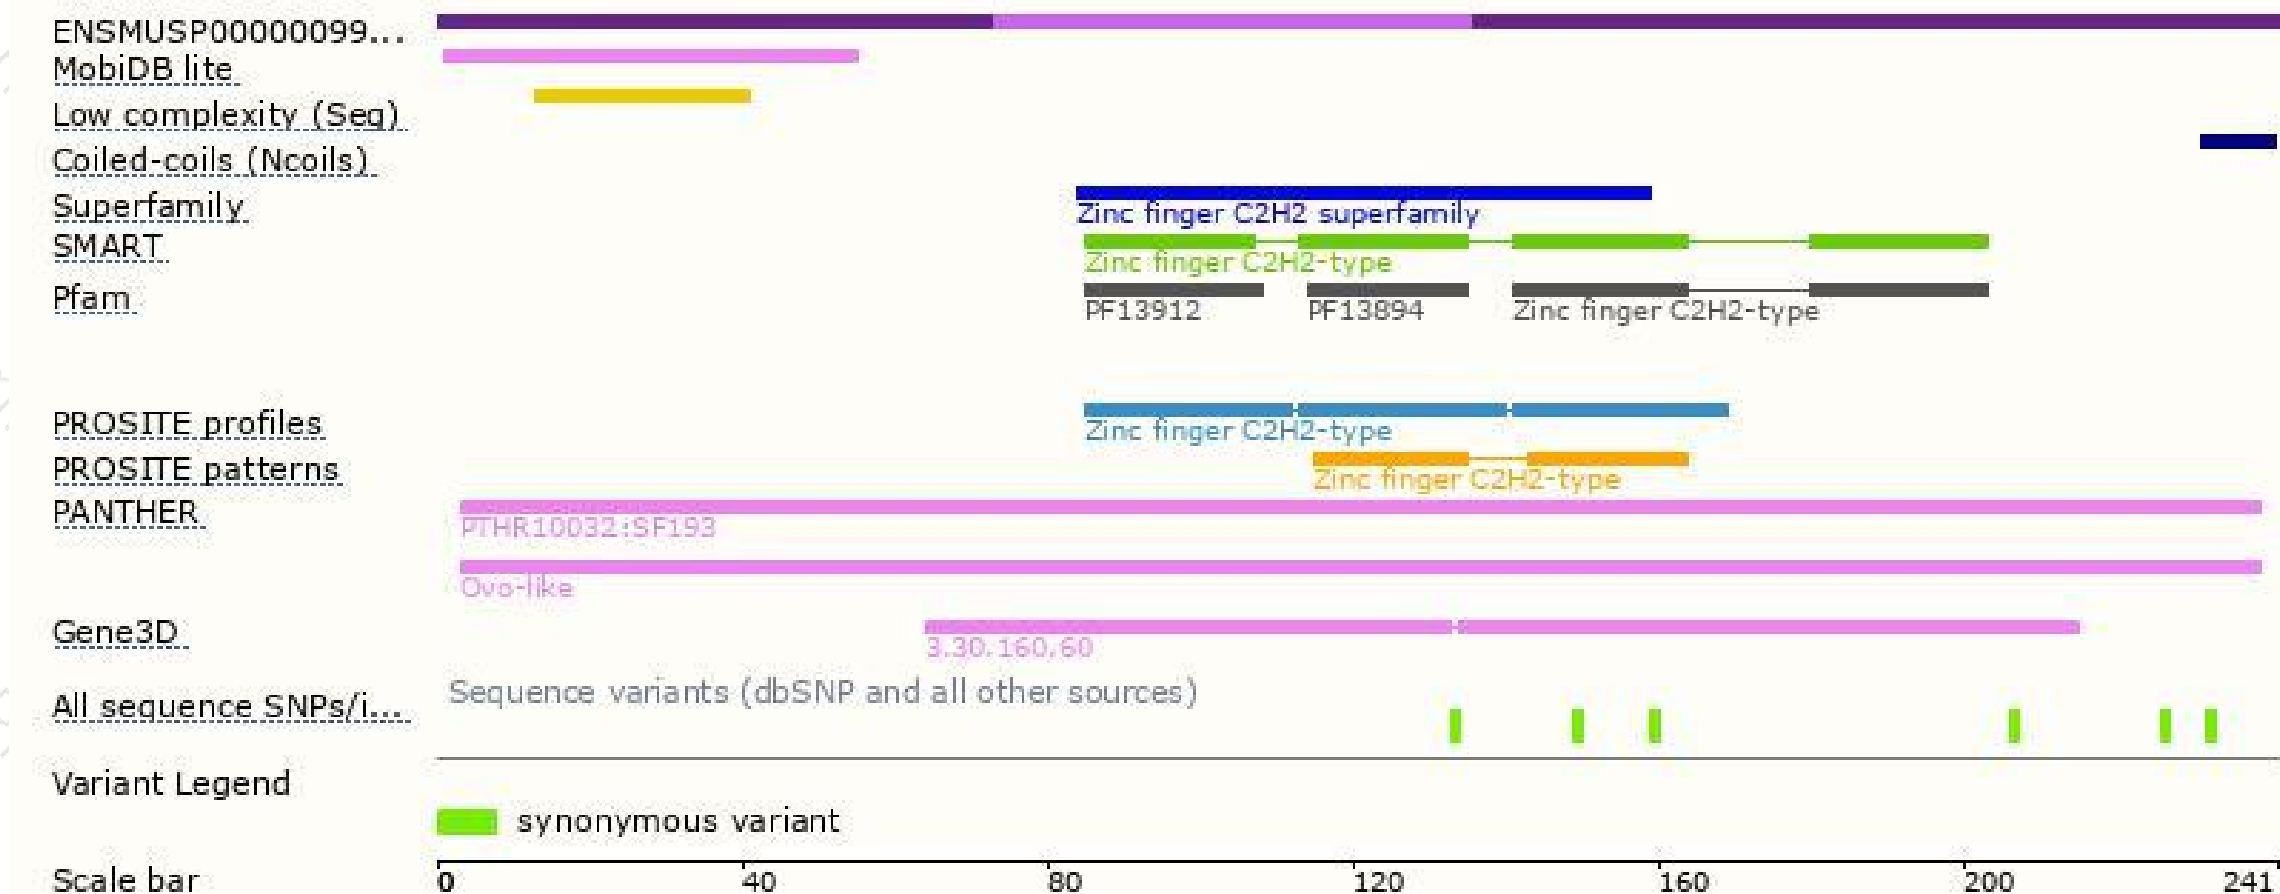 ENSMUSP00000099...
MobiDB lite
Low complexity (Seg)
Coiled-coils (Ncoils)
Superfamily
Zinc finger C2H2 superfamily
SMART
Zinc finger C2H2-type
Pfam
PF13912 PF13894 Zinc finger C2H2-type
PROSITE profiles
Zinc finger C2H2-type
PROSITE patterns
Zinc finger C2H2-type
PANTHER
PTHR10032:SF193
Ovo-like
Gene3D
3.30.160.60
Sequence variants (dbSNP and all other sources)
All sequence SNPs/i...
Variant Legend
synonymous variant
Scale bar 0 40 80 120 160 200 241